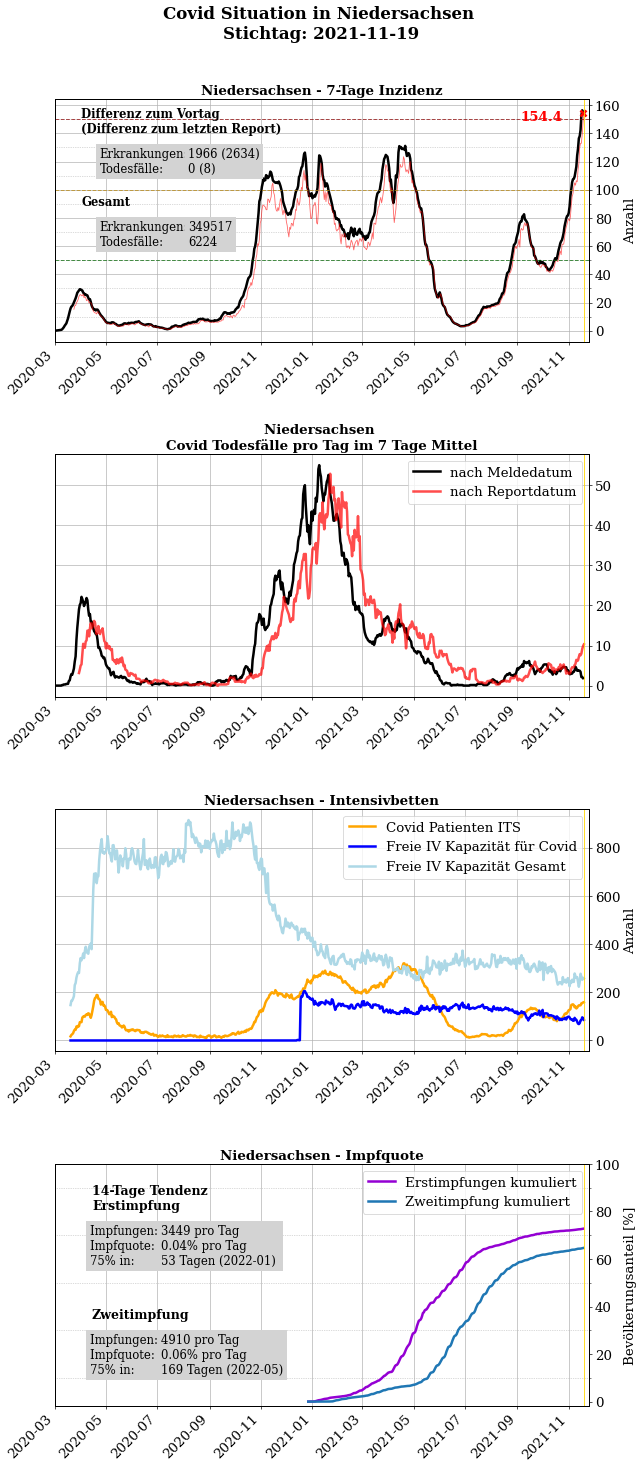 Covid Situation in Niedersachsen
Stichtag: 2021-11-19
Niedersachsen - 7-Tage Inzidenz
Differenz zum Vortag
(Differenz zum letzten Report)
Erkrankungen 1966 (2634)
Todesfälle: 0 (8)
Gesamt
Erkrankungen 349517
Todesfälle: 6224
154.4
160
140
120
100
80
60
40
20
0
Anzahl
2020-03 2020-05 2020-07 2020-09 2020-11 2021-01 2021-03 2021-05 2021-07 2021-09 2021-11
Niedersachsen
Covid Todesfälle pro Tag im 7 Tage Mittel
nach Meldedatum
nach Reportdatum
50
40
30
20
10
0
2020-03 2020-05 2020-07 2020-09 2020-11 2021-01 2021-03 2021-05 2021-07 2021-09 2021-11
Niedersachsen - Intensivbetten
Covid Patienten ITS
Freie IV Kapazität für Covid
Freie IV Kapazität Gesamt
800
600
400
200
0
Anzahl
2020-03 2020-05 2020-07 2020-09 2020-11 2021-01 2021-03 2021-05 2021-07 2021-09 2021-11
Niedersachsen - Impfquote
14-Tage Tendenz
Erstimpfung
Impfungen: 3449 pro Tag
Impfquote: 0.04% pro Tag
75% in: 53 Tagen (2022-01)
Zweitimpfung
Impfungen: 4910 pro Tag
Impfquote: 0.06% pro Tag
75% in: 169 Tagen (2022-05)
Erstimpfungen kumuliert
Zweitimpfung kumuliert
100
80
60
40
20
0
Bevölkerungsanteil [%]
2020-03 2020-05 2020-07 2020-09 2020-11 2021-01 2021-03 2021-05 2021-07 2021-09 2021-11